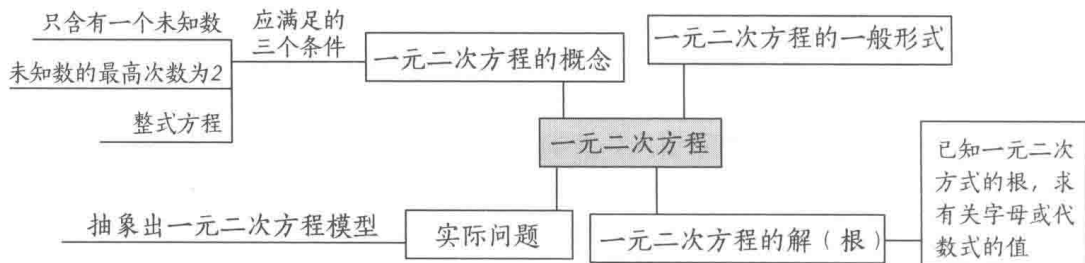 只含有一个未知数
未知数的最高次数为2
整式方程
应满足的
三个条件
一元二次方程的概念
一元二次方程的一般形式
一元二次方程
抽象出一元二次方程模型
实际问题
一元二次方程的解（根）
已知一元二次
方式的根，求
有关字母或代
数式的值